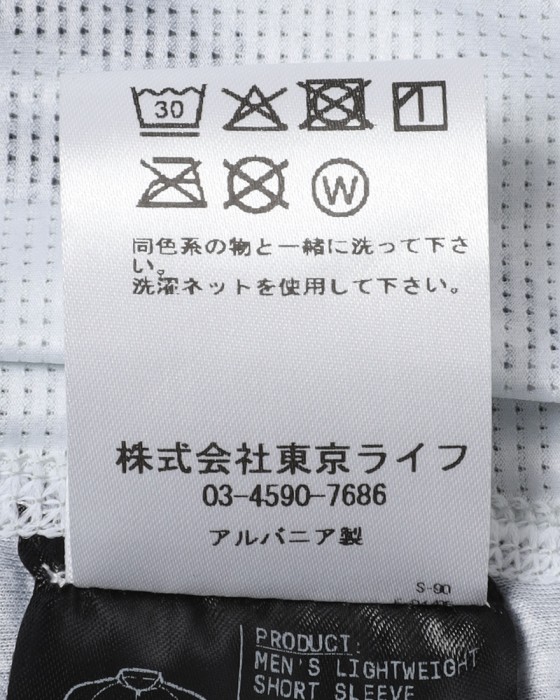 30
W
同色系の物と一緒に洗って下さ
い。
洗濯ネットを使用して下さい。
株式会社東京ライフ
03-4590-7686
アルバニア製
S-90
PRODUCT:
MEN'S LIGHTWEIGHT
SHORT SLEEVE